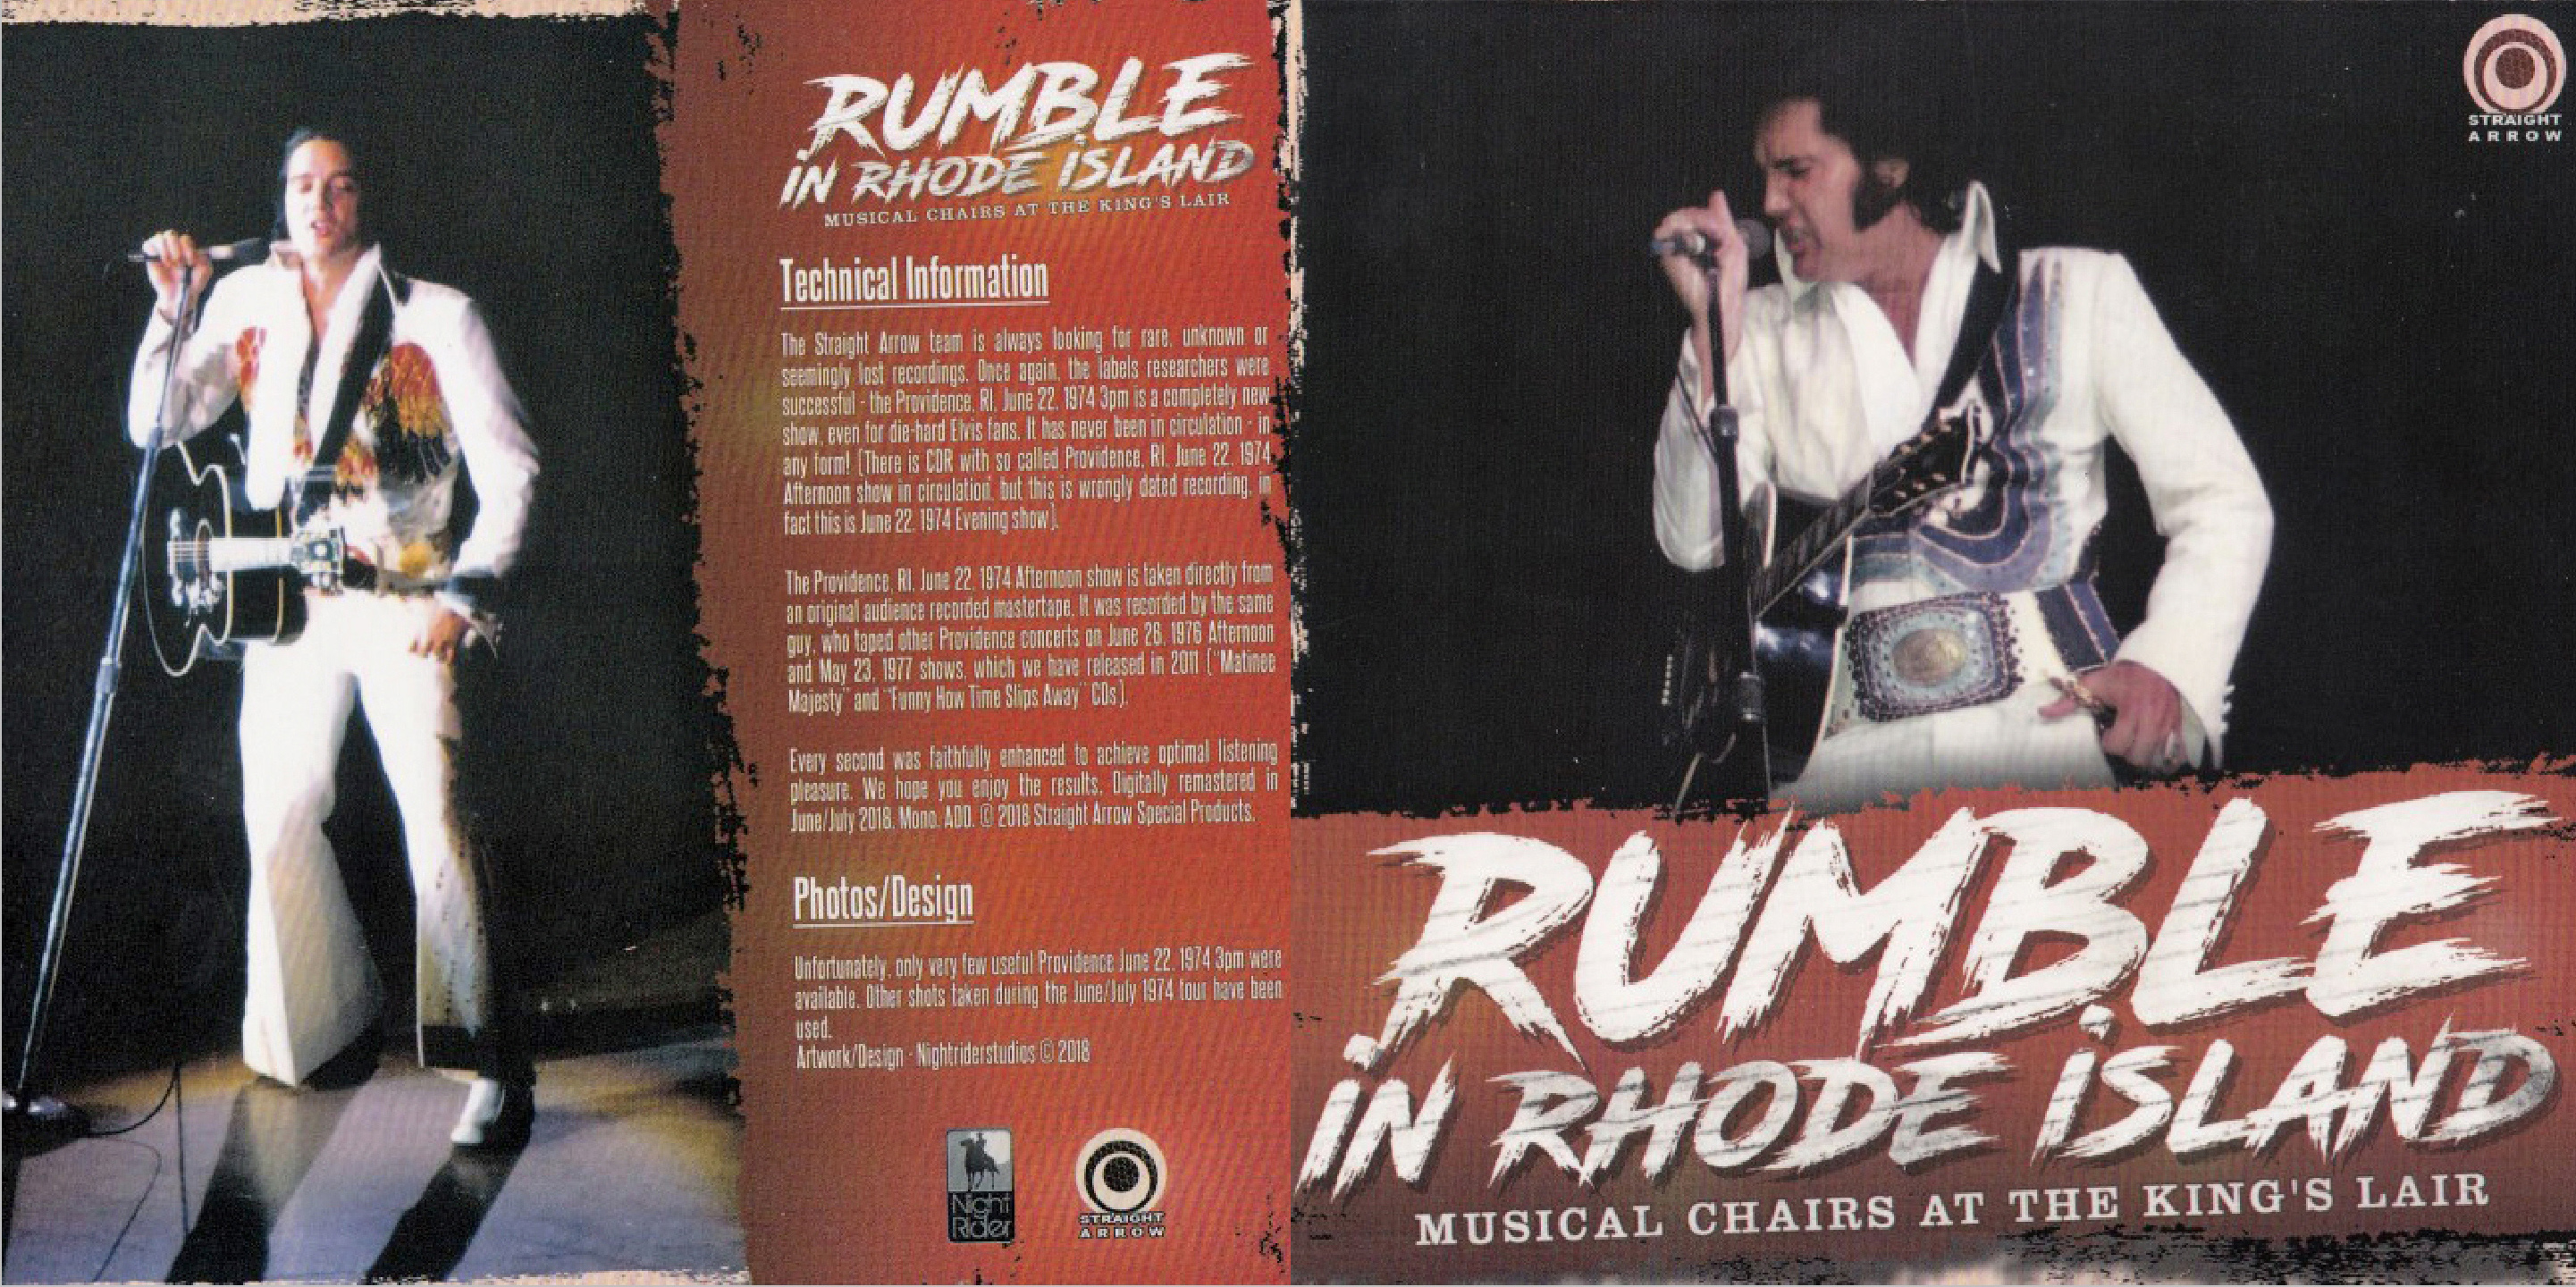 RUMBLE
IN RHODE ISLAND
MUSICAL CHAIRS AT THE KING'S LAIR
Technical Information
The Straight Arrow team is always looking for rare, unknown or
seemingly lost recordings. Once again, the labels researchers were
successful - the Providence, RI, June 22, 1974 3pm is a completely new
show, even for die-hard Elvis fans. It has never been in circulation - in
any form! (There is CDR with so called Providence, RI, June 22, 1974
Afternoon show in circulation, but this is wrongly dated recording, in
fact this is June 22, 1974 Evening show).
The Providence, RI, June 22, 1974 Afternoon show is taken directly from
an original audience recorded mastertape. It was recorded by the same
guy, who taped other Providence concerts on June 26, 1976 Afternoon
and May 23, 1977 shows, which we have released in 2011 ("Matinee
Majesty" and "Funny How Time Slips Away" CDs).
Every second was faithfully enhanced to achieve optimal listening
pleasure. We hope you enjoy the results. Digitally remastered in
June/July 2018. Mono. ADD. © 2018 Straight Arrow Special Products.
Photos/Design
Unfortunately, only very few useful Providence June 22, 1974 3pm were
available. Other shots taken during the June/July 1974 tour have been
used.
Artwork/Design - Nightriderstudios © 2018
Night
Rider
STRAIGHT
ARROW
STRAIGHT
ARROW
RUMBLE
IN RHODE ISLAND
MUSICAL CHAIRS AT THE KING'S LAIR